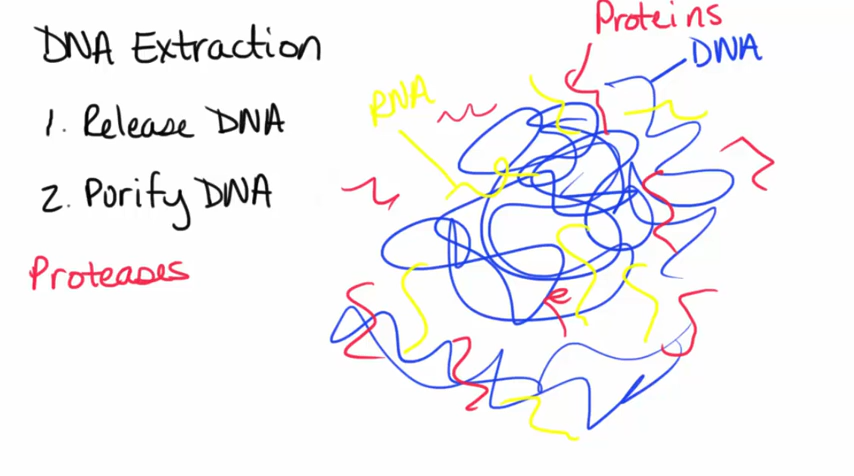 DNA Extraction
1. Release DNA
2. Purify DNA
Proteases
Proteins
DNA
RNA